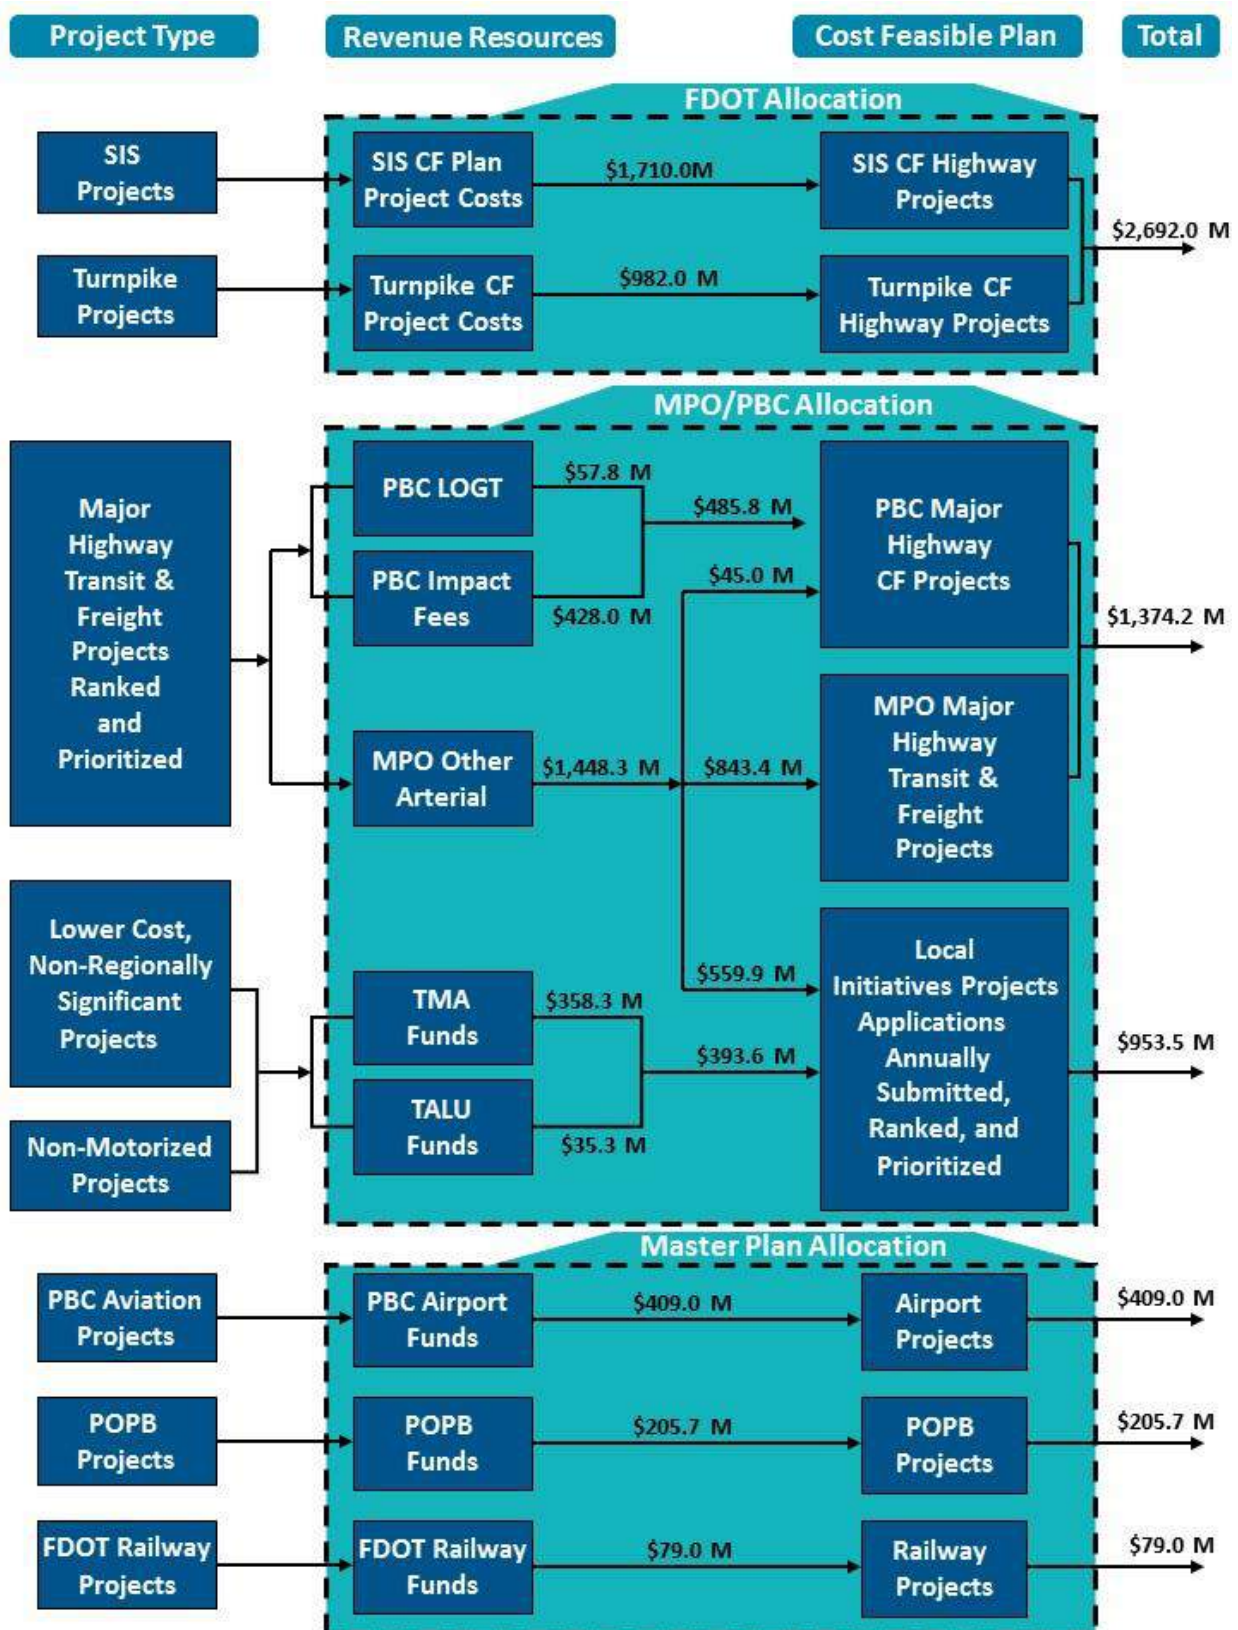 Project Type
Revenue Resources
Cost Feasible Plan
Total
FDOT Allocation
SIS
Projects
SIS CF Plan
Project Costs
$1,710.0M
SIS CF Highway
Projects
$2,692.0 M
Turnpike
Projects
Turnpike CF
Project Costs
$982.0 M
Turnpike CF
Highway Projects
MPO/PBC Allocation
Major
Highway
Transit &
Freight
Projects
Ranked
and
Prioritized
PBC LOGT
$57.8 M
PBC Impact
Fees
$428.0 M
$485.8 M
$45.0 M
PBC Major
Highway
CF Projects
$1,374.2 M
MPO Other
Arterial
$1,448.3 M
$843.4 M
MPO Major
Highway
Transit &
Freight
Projects
Lower Cost,
Non-Regionally
Significant
Projects
Non-Motorized
Projects
TMA
Funds
$358.3 M
TALU
Funds
$35.3 M
$559.9 M
$393.6 M
Local
Initiatives Projects
Applications
Annually
Submitted,
Ranked, and
Prioritized
$953.5 M
Master Plan Allocation
PBC Aviation
Projects
PBC Airport
Funds
$409.0 M
Airport
Projects
$409.0 M
POPB
Projects
POPB
Funds
$205.7 M
POPB
Projects
$205.7 M
FDOT Railway
Projects
FDOT Railway
Funds
$79.0 M
Railway
Projects
$79.0 M